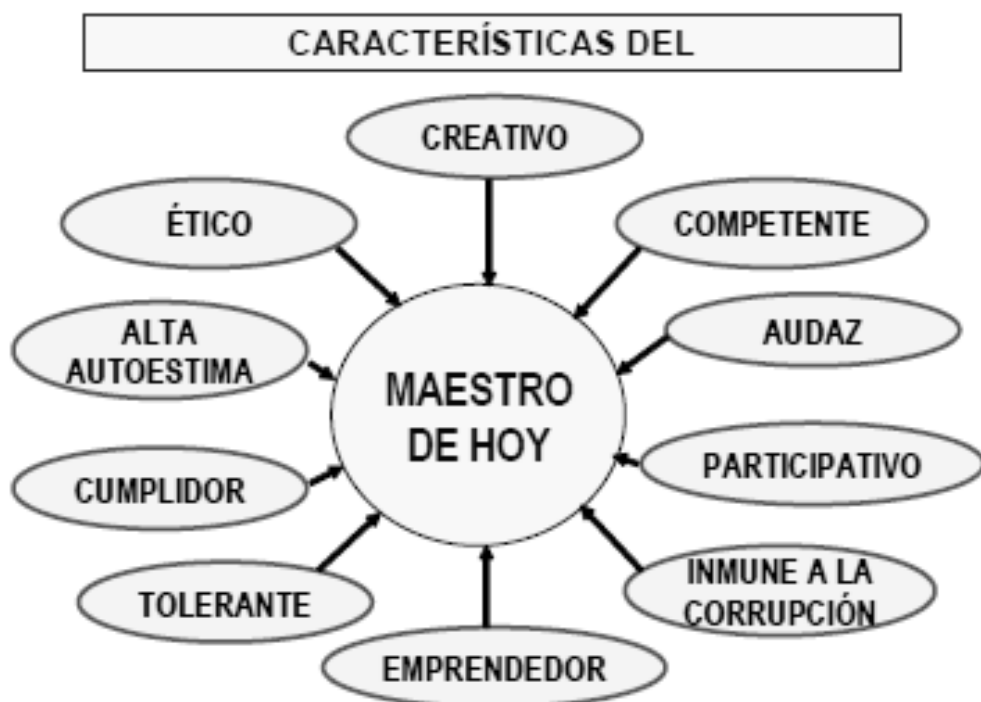 CARACTERÍSTICAS DEL
CREATIVO
ÉTICO
COMPETENTE
ALTA
AUTOESTIMA
AUDAZ
MAESTRO
DE HOY
CUMPLIDOR
PARTICIPATIVO
TOLERANTE
INMUNE A LA
CORRUPCIÓN
EMPRENDEDOR